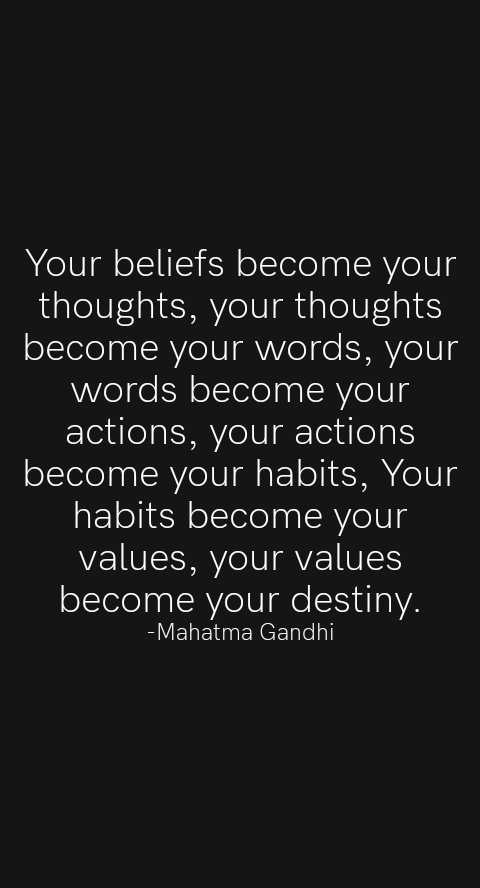 Your beliefs become your
thoughts, your thoughts
become your words, your
words become your
actions, your actions
become your habits, Your
habits become your
values, your values
become your destiny.
-Mahatma Gandhi